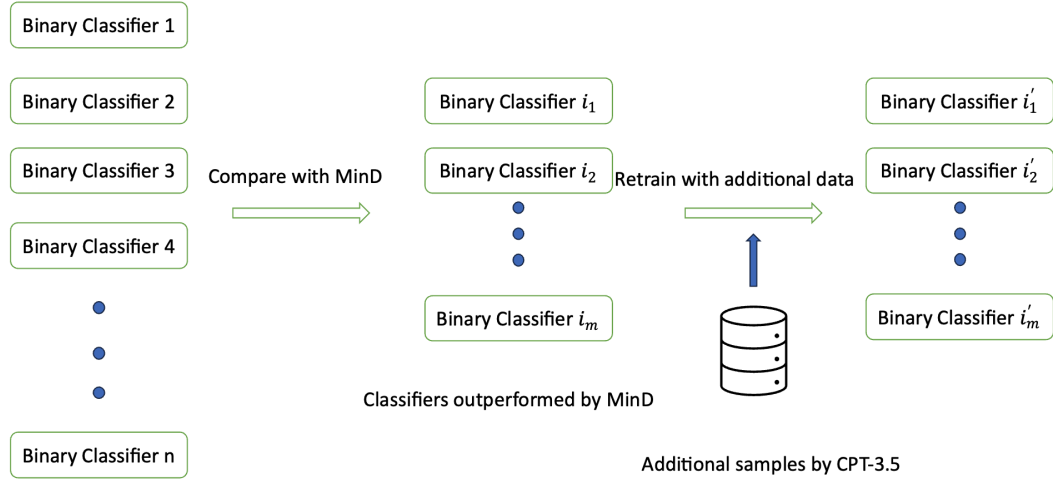 Binary Classifier 1
Binary Classifier 2
Binary Classifier 3
Binary Classifier 4
Binary Classifier n
Compare with MinD
Binary Classifier i₁
Binary Classifier i₂
Binary Classifier iₘ
Classifiers outperformed by MinD
Retrain with additional data
Additional samples by CPT-3.5
Binary Classifier i₁′
Binary Classifier i₂′
Binary Classifier iₘ′